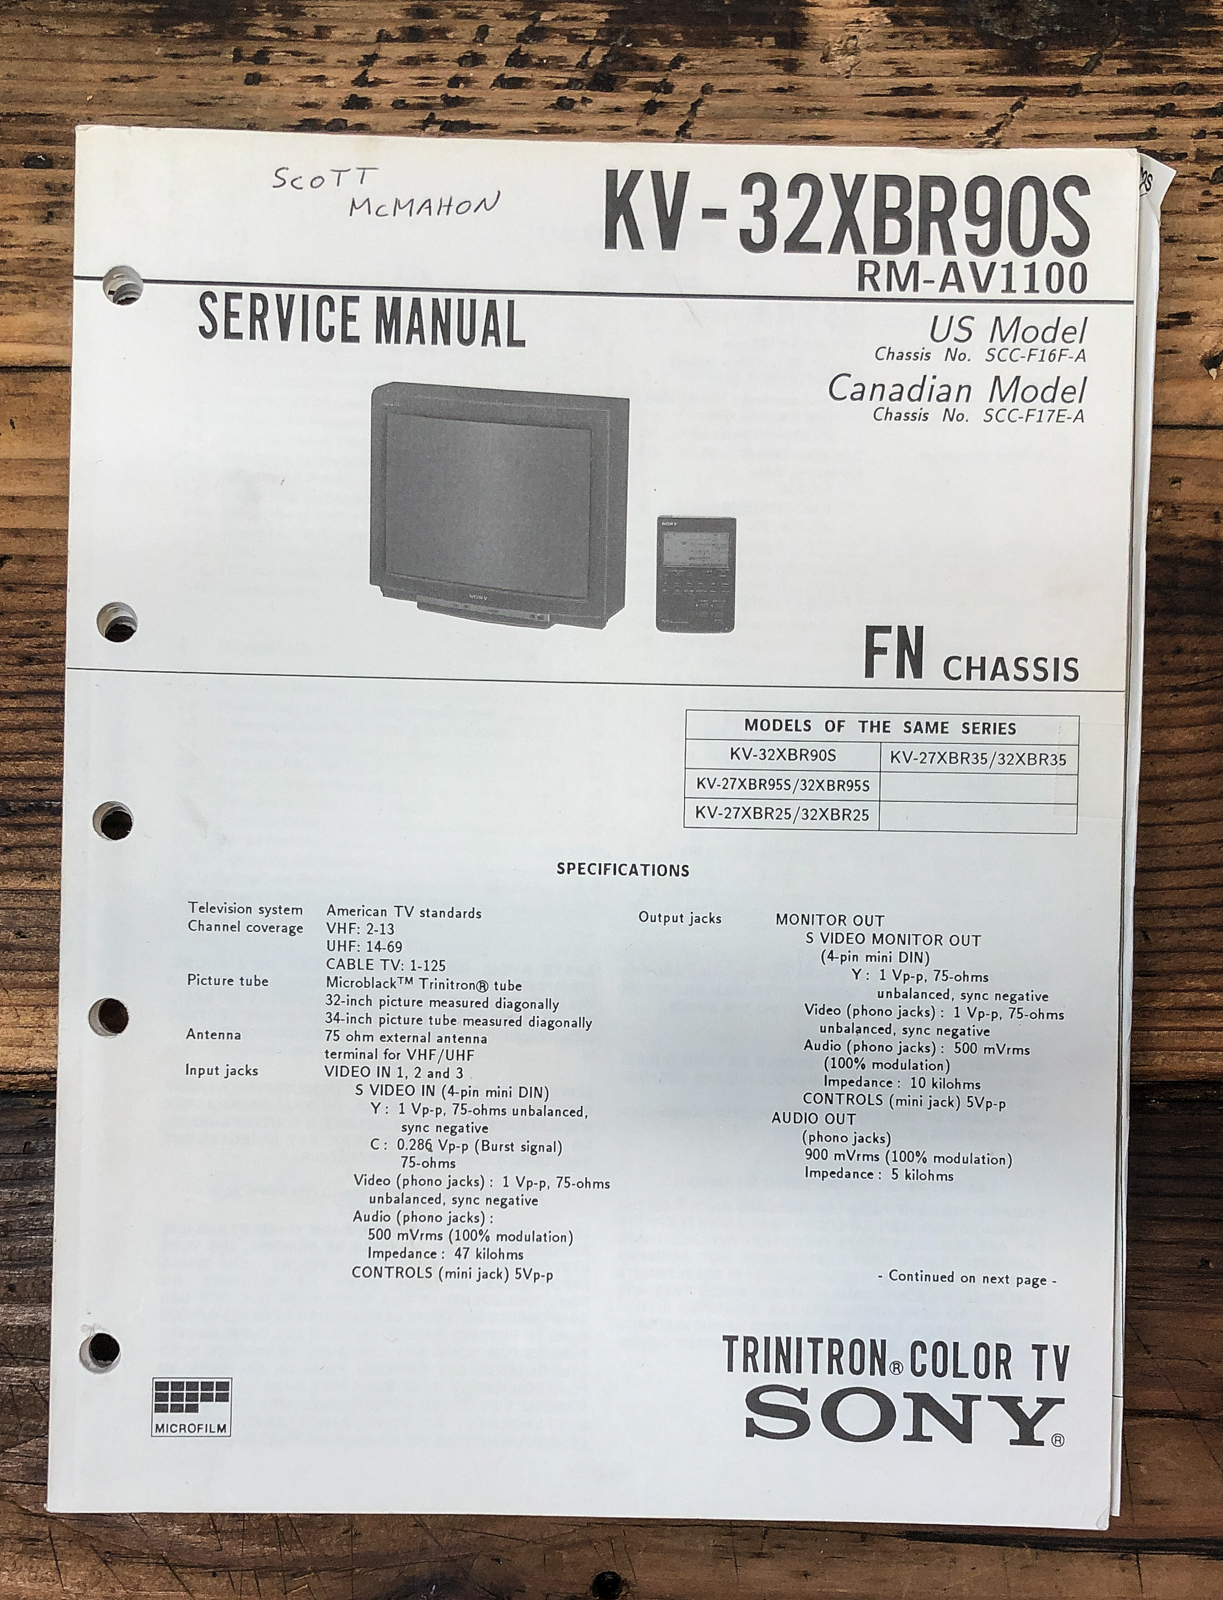 SCOTT
MCMAHON
KV-32XBR90S
RM-AV1100
SERVICE MANUAL
US Model
Chassis No. SCC-F16F-A
Canadian Model
Chassis No. SCC-F17E-A
SONY
SONY
FN CHASSIS
MODELS OF THE SAME SERIES
KV-32XBR90S KV-27XBR35/32XBR35
KV-27XBR95S/32XBR95S
KV-27XBR25/32XBR25
SPECIFICATIONS
Television system American TV standards
Channel coverage VHF: 2-13
UHF: 14-69
CABLE TV: 1-125
Picture tube Microblack™ Trinitron® tube
32-inch picture measured diagonally
34-inch picture tube measured diagonally
Antenna 75 ohm external antenna
terminal for VHF/UHF
Input jacks VIDEO IN 1, 2 and 3
S VIDEO IN (4-pin mini DIN)
Y: 1 Vp-p, 75-ohms unbalanced,
sync negative
C: 0.286 Vp-p (Burst signal)
75-ohms
Video (phono jacks): 1 Vp-p, 75-ohms
unbalanced, sync negative
Audio (phono jacks):
500 mVrms (100% modulation)
Impedance: 47 kilohms
CONTROLS (mini jack) 5Vp-p
Output jacks MONITOR OUT
S VIDEO MONITOR OUT
(4-pin mini DIN)
Y: 1 Vp-p, 75-ohms
unbalanced, sync negative
Video (phono jacks): 1 Vp-p, 75-ohms
unbalanced, sync negative
Audio (phono jacks): 500 mVrms
(100% modulation)
Impedance: 10 kilohms
CONTROLS (mini jack) 5Vp-p
AUDIO OUT
(phono jacks)
900 mVrms (100% modulation)
Impedance: 5 kilohms
- Continued on next page -
MICROFILM
TRINITRON® COLOR TV
SONY®